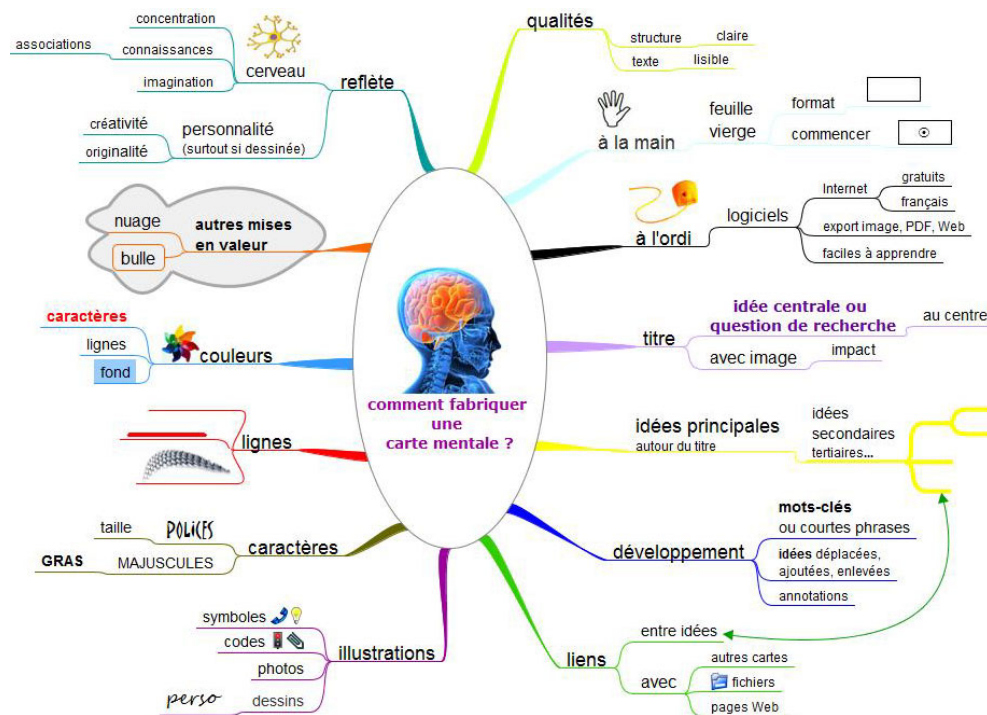 comment fabriquer
une
carte mentale ?
qualités
structure
claire
texte
lisible
à la main
feuille
vierge
format
commencer
à l'ordi
logiciels
Internet
gratuits
français
export image, PDF, Web
faciles à apprendre
titre
idée centrale ou
question de recherche
au centre
avec image
impact
idées principales
autour du titre
idées
secondaires
tertiaires...
développement
mots-clés
ou courtes phrases
idées déplacées,
ajoutées, enlevées
annotations
liens
entre idées
avec
autres cartes
fichiers
pages Web
illustrations
symboles
codes
photos
dessins
perso
caractères
POLICES
taille
MAJUSCULES
GRAS
lignes
couleurs
caractères
lignes
fond
autres mises
en valeur
nuage
bulle
reflète
cerveau
concentration
connaissances
associations
imagination
personnalité
(surtout si dessinée)
créativité
originalité